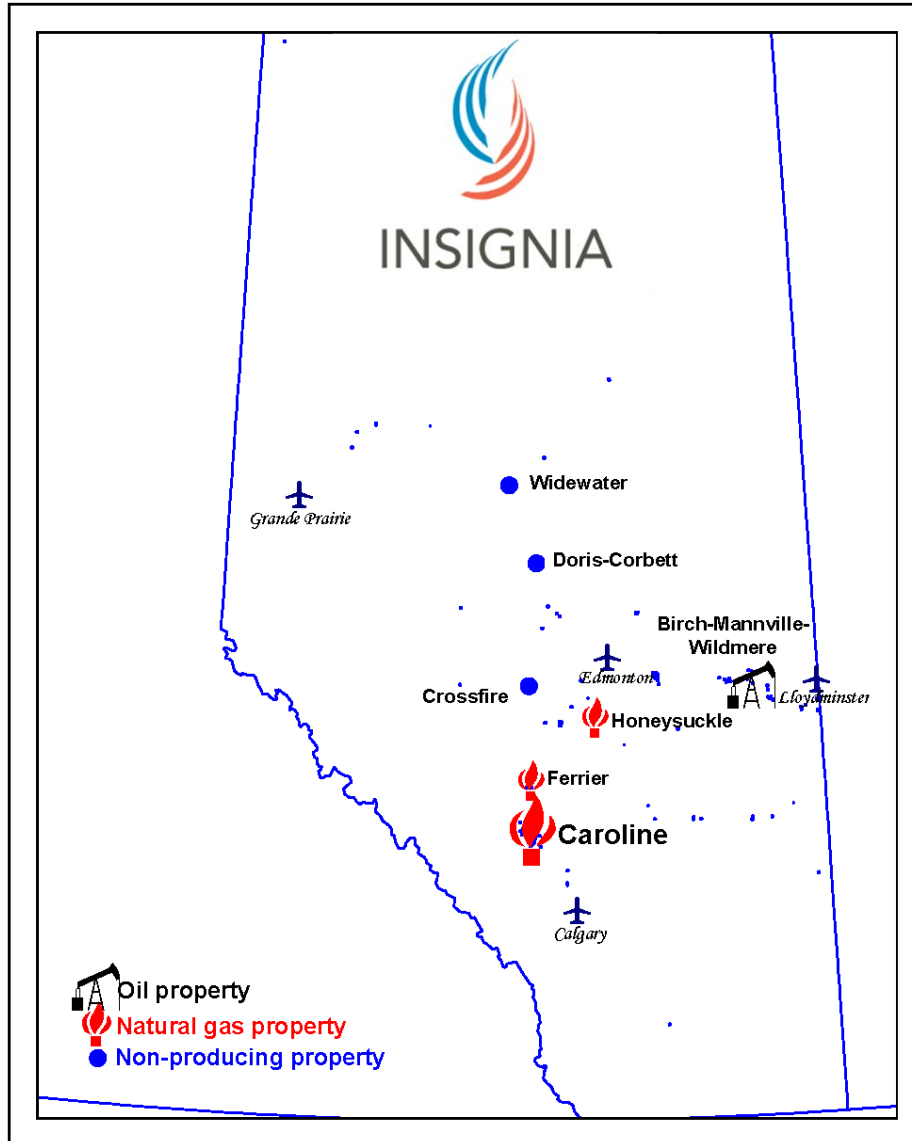 INSIGNIA
Widewater
Grande Prairie
Doris-Corbett
Birch-Mannville-
Wildmere
Edmonton
Crossfire
Lloydminster
Honeysuckle
Ferrier
Caroline
Calgary
Oil property
Natural gas property
Non-producing property